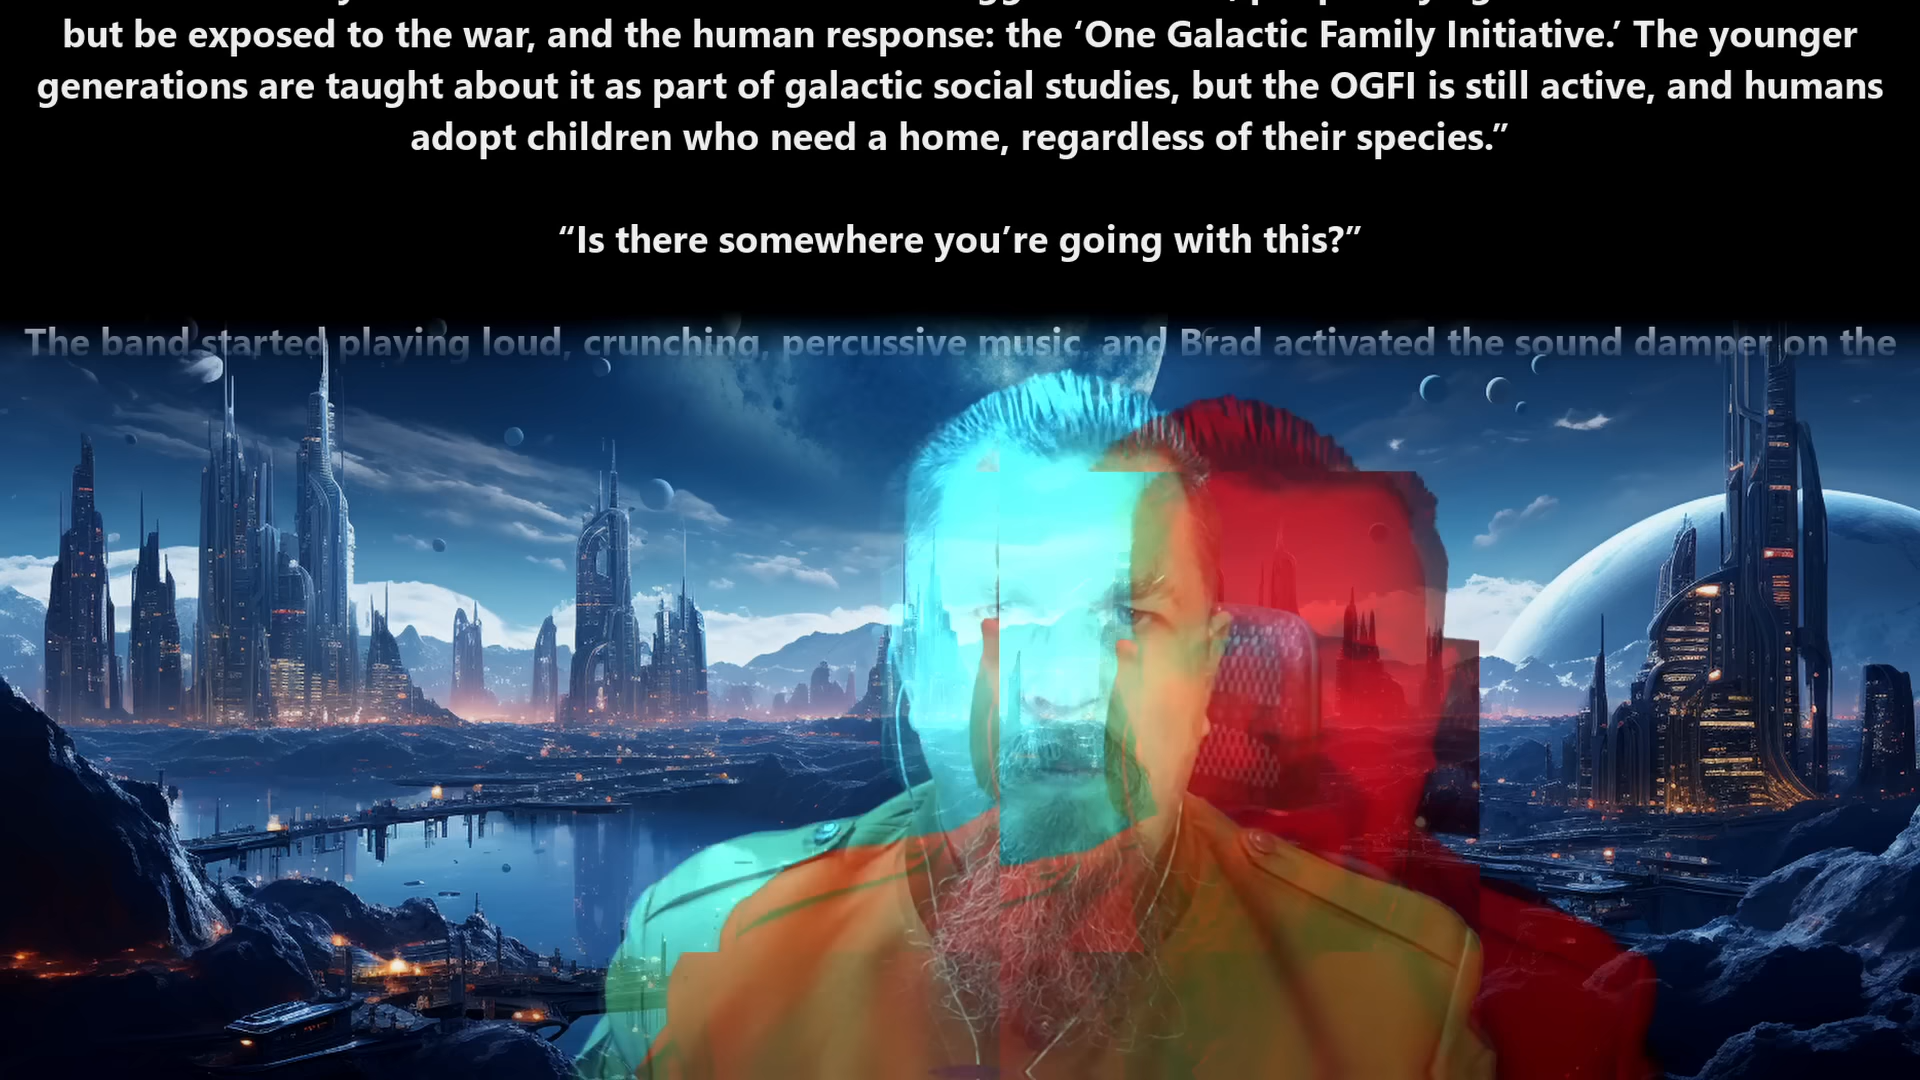 but be exposed to the war, and the human response: the ‘One Galactic Family Initiative.’ The younger
generations are taught about it as part of galactic social studies, but the OGFI is still active, and humans
adopt children who need a home, regardless of their species.”
“Is there somewhere you’re going with this?”
The band started playing loud, crunching, percussive music, and Brad activated the sound damper on the